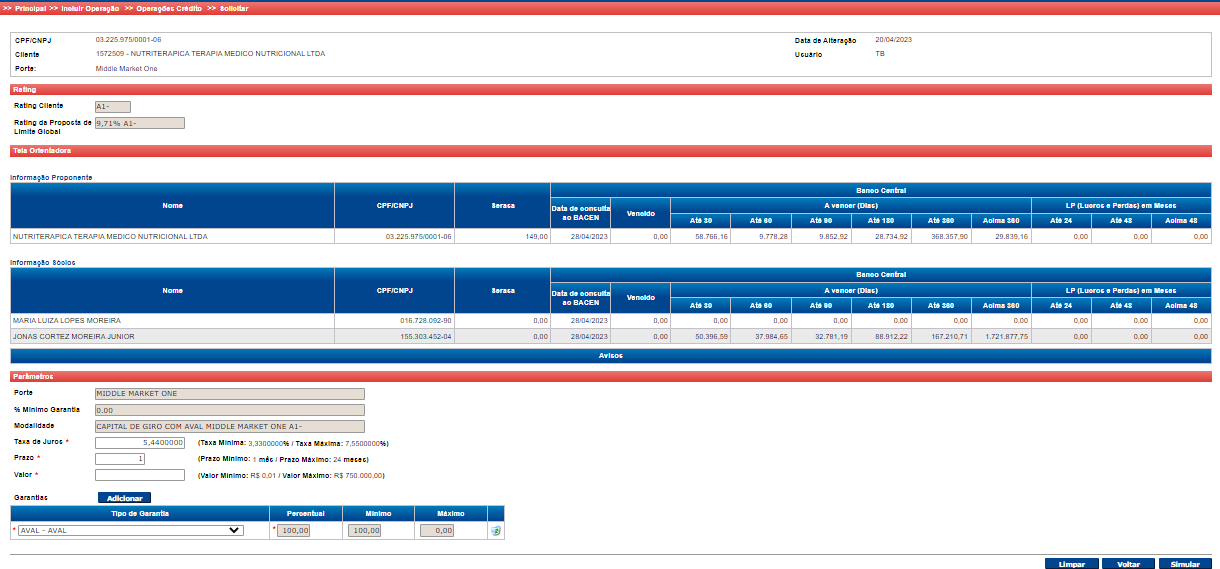 >> Principal >> Incluir Operação >> Operações Crédito >> Solicitar
CPF/CNPJ 03.225.975/0001-06 Data de Alteração 20/04/2023
Cliente 1572509 - NUTRITERAPICA TERAPIA MEDICO NUTRICIONAL LTDA Usuário TB
Porte: Middle Market One
Rating
Rating Cliente A1-
Rating da Proposta de Limite Global 9,71% A1-
Tela Orientadora
Informação Proponente
Nome CPF/CNPJ Serasa Banco Central
Data de consulta ao BACEN Vencido A vencer (Dias) LP (Lucros e Perdas) em Meses
Até 30 Até 60 Até 90 Até 180 Até 360 Acima 360 Até 24 Até 48 Acima 48
NUTRITERAPICA TERAPIA MEDICO NUTRICIONAL LTDA 03.225.975/0001-06 149,00 28/04/2023 0,00 58.766,16 9.778,28 9.852,92 28.734,92 368.357,90 29.839,16 0,00 0,00 0,00
Informação Sócios
Nome CPF/CNPJ Serasa Banco Central
Data de consulta ao BACEN Vencido A vencer (Dias) LP (Lucros e Perdas) em Meses
Até 30 Até 60 Até 90 Até 180 Até 360 Acima 360 Até 24 Até 48 Acima 48
MARIA LUIZA LOPES MOREIRA 016.728.092-90 0,00 28/04/2023 0,00 0,00 0,00 0,00 0,00 0,00 0,00 0,00 0,00 0,00
JONAS CORTEZ MOREIRA JUNIOR 155.303.452-04 0,00 28/04/2023 0,00 50.396,59 37.984,65 32.781,19 88.912,22 167.210,71 1.721.877,75 0,00 0,00 0,00
Avisos
Parâmetros
Porte MIDDLE MARKET ONE
% Mínimo Garantia 0.00
Modalidade CAPITAL DE GIRO COM AVAL MIDDLE MARKET ONE A1-
Taxa de Juros * 5,4400000 (Taxa Mínima: 3,3300000% / Taxa Máxima: 7,5500000%)
Prazo * 1 (Prazo Mínimo: 1 mês / Prazo Máximo: 24 meses)
Valor * (Valor Mínimo: R$ 0,01 / Valor Máximo: R$ 750.000,00)
Garantias Adicionar
Tipo de Garantia Percentual Mínimo Máximo
* AVAL - AVAL * 100,00 100,00 0,00
Limpar Voltar Simular